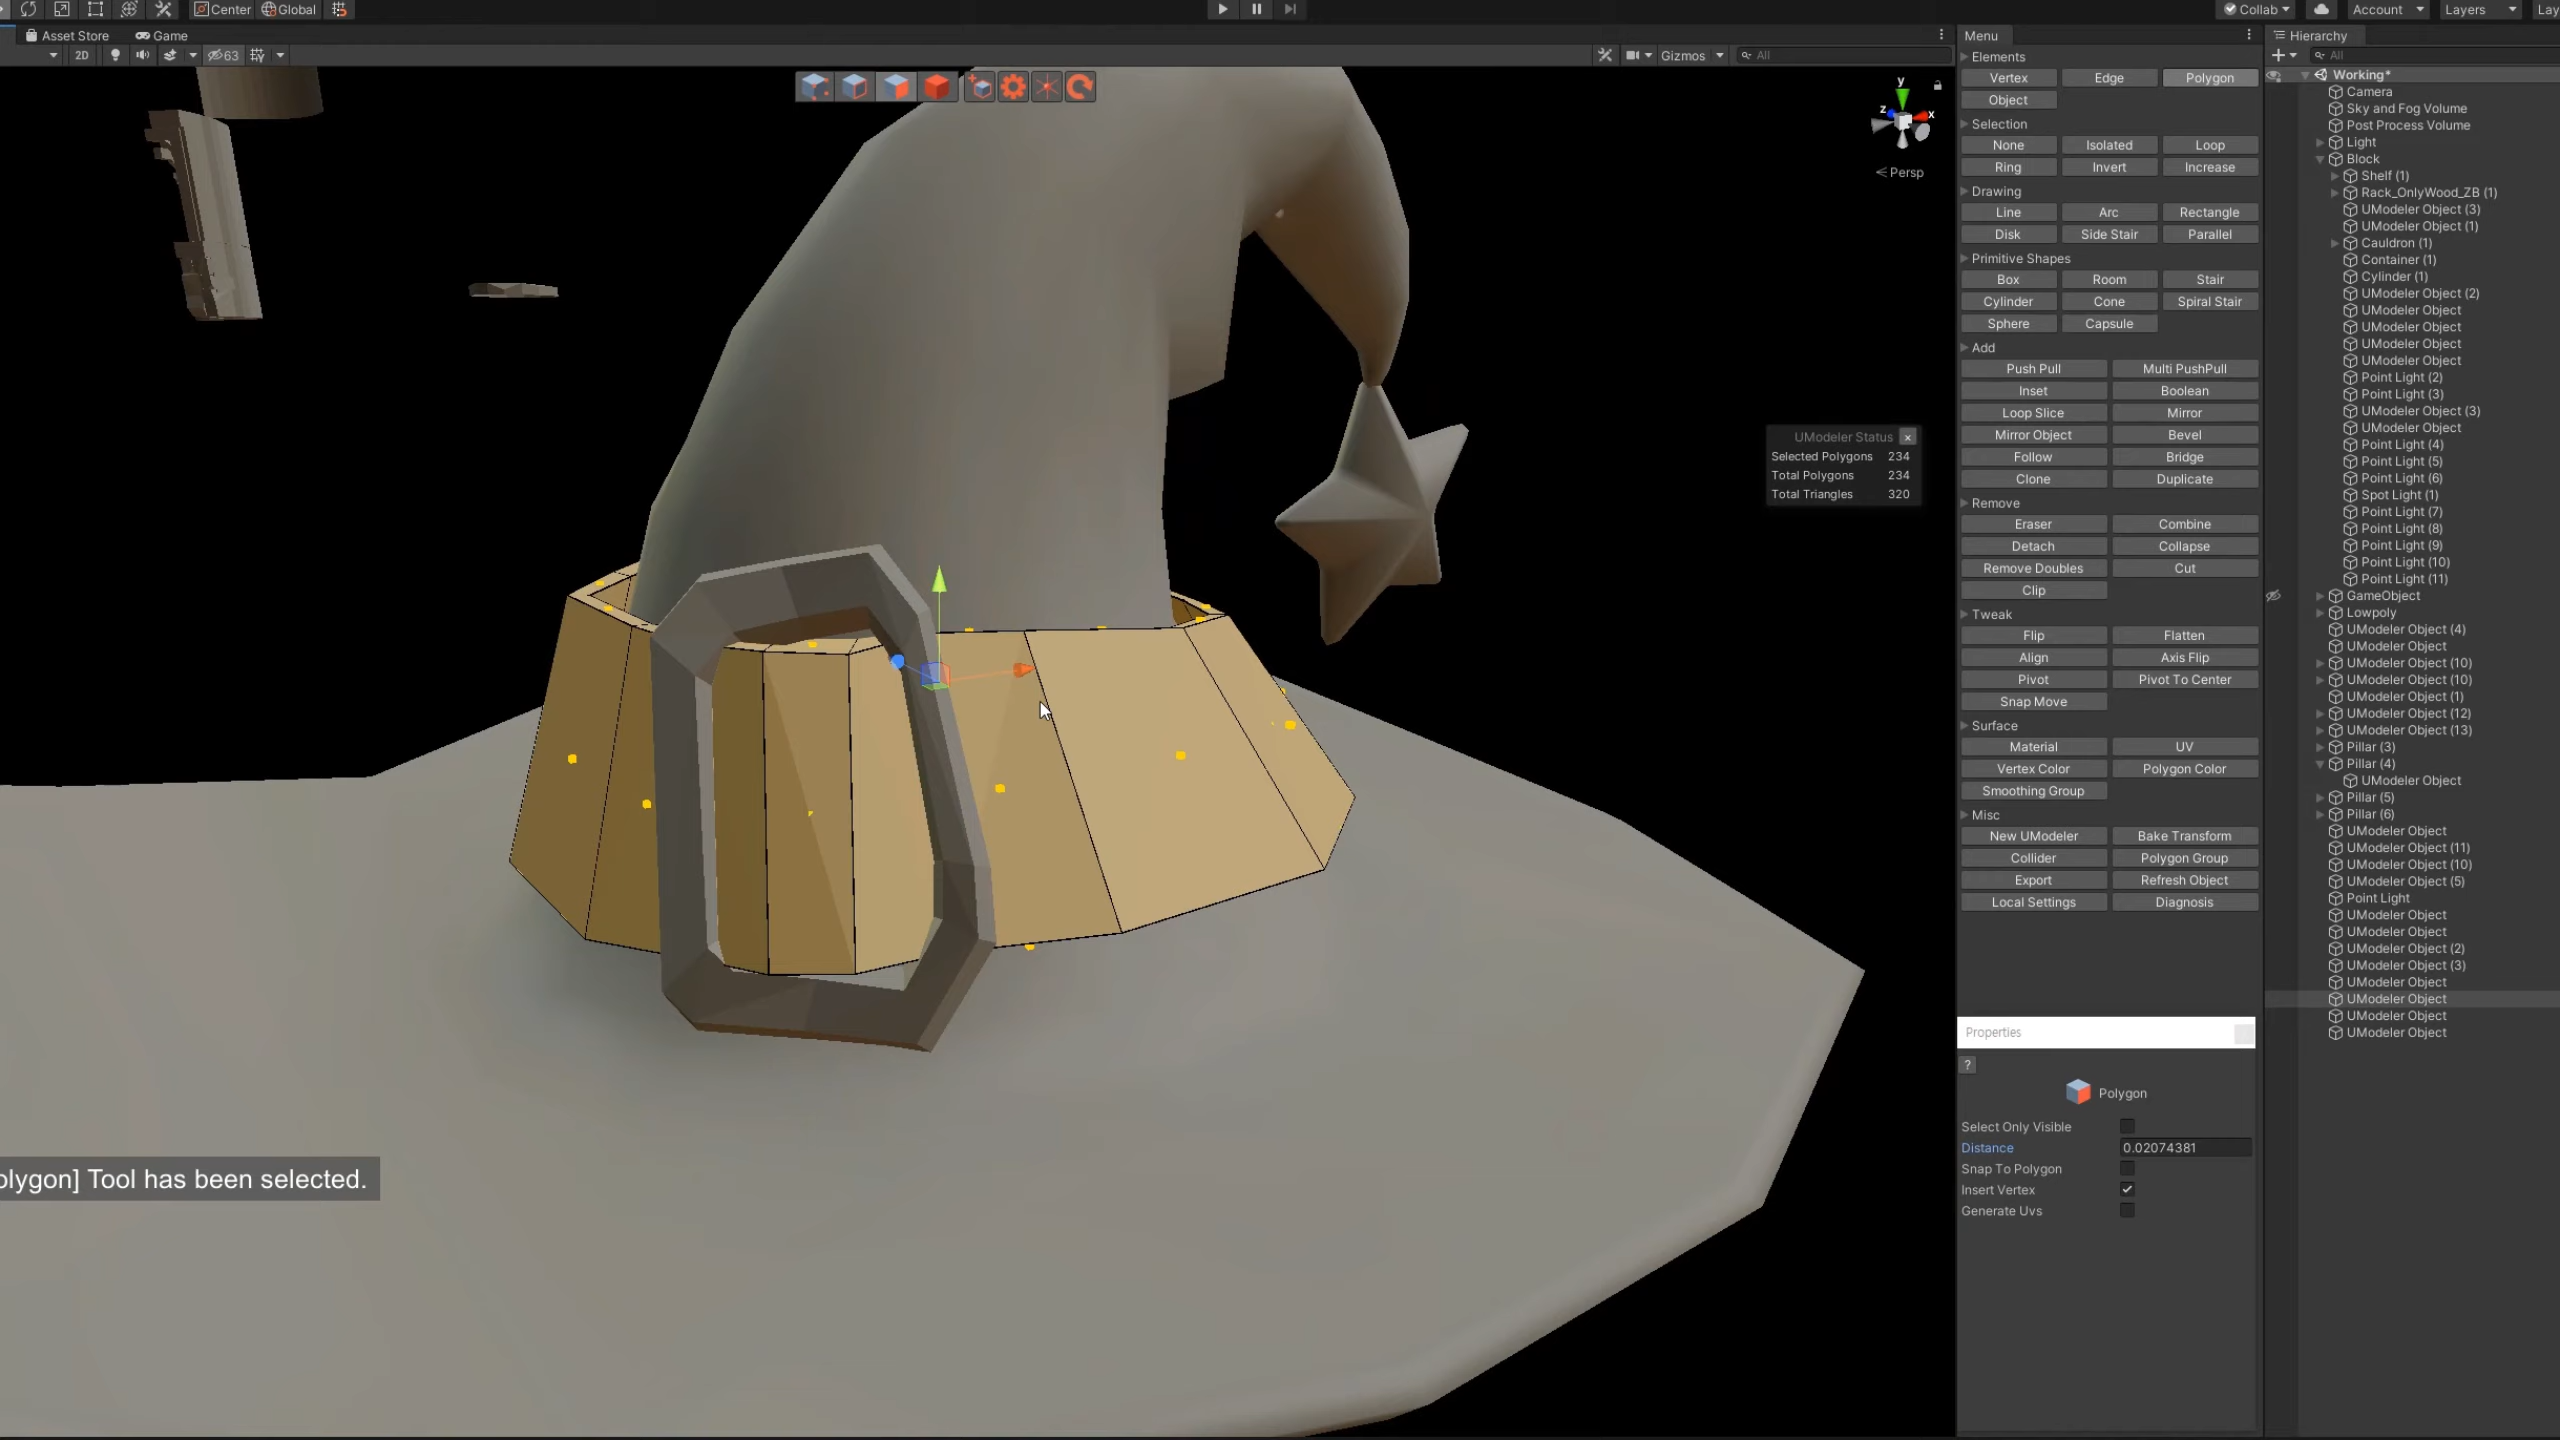 Center Global
Collab Account Layers Lay
Asset Store Game
2D 63 Gizmos All
y
z x
Persp
UModeler Status
Selected Polygons 234
Total Polygons 234
Total Triangles 320
olygon] Tool has been selected.
Menu
Elements
Vertex Edge Polygon
Object
Selection
None Isolated Loop
Ring Invert Increase
Drawing
Line Arc Rectangle
Disk Side Stair Parallel
Primitive Shapes
Box Room Stair
Cylinder Cone Spiral Stair
Sphere Capsule
Add
Push Pull Multi PushPull
Inset Boolean
Loop Slice Mirror
Mirror Object Bevel
Follow Bridge
Clone Duplicate
Remove
Eraser Combine
Detach Collapse
Remove Doubles Cut
Clip
Tweak
Flip Flatten
Align Axis Flip
Pivot Pivot To Center
Snap Move
Surface
Material UV
Vertex Color Polygon Color
Smoothing Group
Misc
New UModeler Bake Transform
Collider Polygon Group
Export Refresh Object
Local Settings Diagnosis
Properties
?
Polygon
Select Only Visible
Distance 0.02074381
Snap To Polygon
Insert Vertex
Generate Uvs
Hierarchy
All
Working*
Camera
Sky and Fog Volume
Post Process Volume
Light
Block
Shelf (1)
Rack_OnlyWood_ZB (1)
UModeler Object (3)
UModeler Object (1)
Cauldron (1)
Container (1)
Cylinder (1)
UModeler Object (2)
UModeler Object
UModeler Object
UModeler Object
UModeler Object
Point Light (2)
Point Light (3)
UModeler Object (3)
UModeler Object
Point Light (4)
Point Light (5)
Point Light (6)
Spot Light (1)
Point Light (7)
Point Light (8)
Point Light (9)
Point Light (10)
Point Light (11)
GameObject
Lowpoly
UModeler Object (4)
UModeler Object
UModeler Object (10)
UModeler Object (10)
UModeler Object (1)
UModeler Object (12)
UModeler Object (13)
Pillar (3)
Pillar (4)
UModeler Object
Pillar (5)
Pillar (6)
UModeler Object
UModeler Object (11)
UModeler Object (10)
UModeler Object (5)
Point Light
UModeler Object
UModeler Object
UModeler Object (2)
UModeler Object (3)
UModeler Object
UModeler Object
UModeler Object
UModeler Object